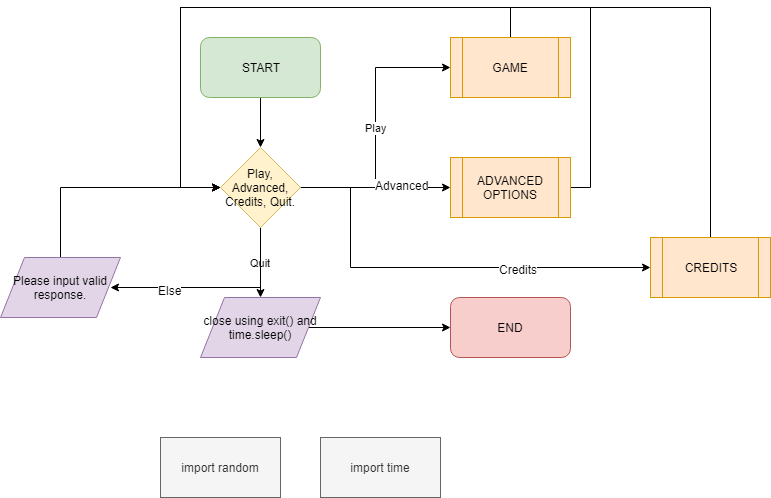 START
GAME
Play
Play,
Advanced,
Credits, Quit.
Advanced
ADVANCED
OPTIONS
Quit
Credits
CREDITS
Please input valid
response.
Else
close using exit() and
time.sleep()
END
import random
import time